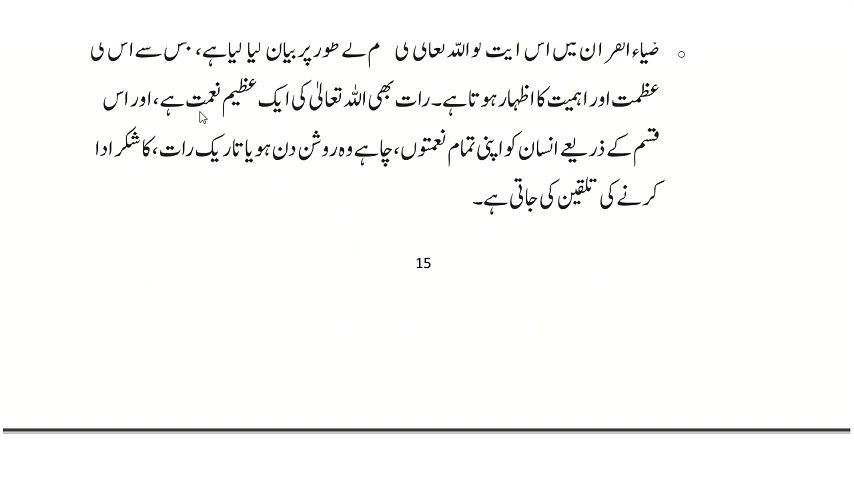 ضیاء القرآن میں اس آیت کو اللہ تعالیٰ کی قسم کے طور پر بیان کیا گیا ہے، جس سے اس کی
عظمت اور اہمیت کا اظہار ہوتا ہے۔ رات بھی اللہ تعالیٰ کی ایک عظیم نعمت ہے، اور اس
قسم کے ذریعے انسان کو اپنی تمام نعمتوں، چاہے وہ روشن دن ہو یا تاریک رات، کا شکر ادا
کرنے کی تلقین کی جاتی ہے۔
15